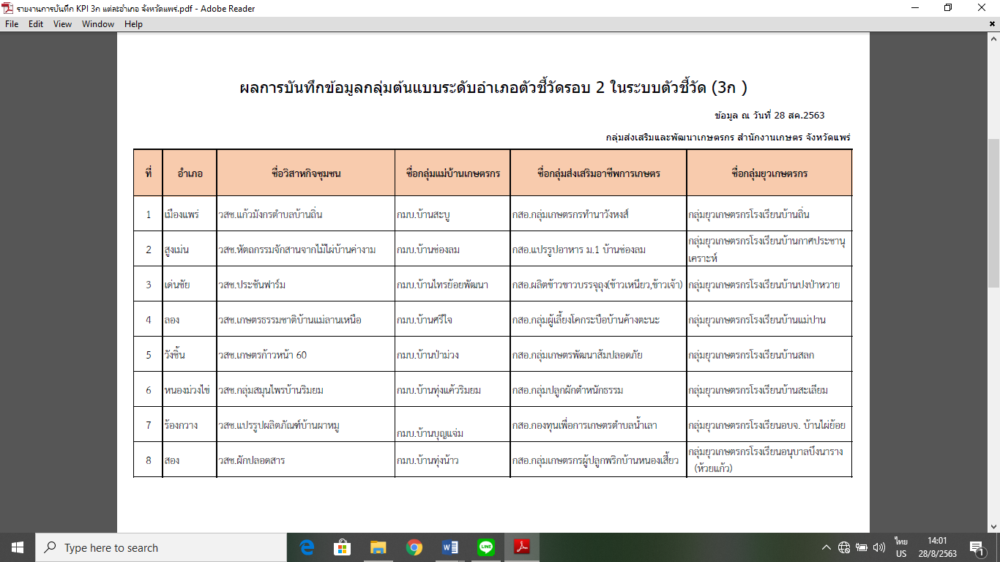 รายงานการบันทึก KPI 3ก แต่ละอำเภอ จังหวัดแพร่.pdf - Adobe Reader
File Edit View Window Help
ผลการบันทึกข้อมูลกลุ่มต้นแบบระดับอำเภอตัวชี้วัดรอบ 2 ในระบบตัวชี้วัด (3ก )
ข้อมูล ณ วันที่ 28 สค.2563
กลุ่มส่งเสริมและพัฒนาเกษตรกร สำนักงานเกษตร จังหวัดแพร่
ที่ อำเภอ ชื่อวิสาหกิจชุมชน ชื่อกลุ่มแม่บ้านเกษตรกร ชื่อกลุ่มส่งเสริมอาชีพการเกษตร ชื่อกลุ่มยุวเกษตรกร
1 เมืองแพร่ วสช.แก้วมังกรตำบลบ้านถิ่น กมบ.บ้านสะบู กสอ.กลุ่มเกษตรกรทำนาวังหงส์ กลุ่มยุวเกษตรกรโรงเรียนบ้านถิ่น
2 สูงเม่น วสช.หัตถกรรมจักสานจากไม้ไผ่บ้านค่างาม กมบ.บ้านช่องลม กสอ.แปรรูปอาหาร ม.1 บ้านช่องลม กลุ่มยุวเกษตรกรโรงเรียนบ้านกาศประชานุ
เคราะห์
3 เด่นชัย วสช.ประชันฟาร์ม กมบ.บ้านไทรย้อยพัฒนา กสอ.ผลิตข้าวขาวบรรจุถุง(ข้าวเหนียว,ข้าวเจ้า) กลุ่มยุวเกษตรกรโรงเรียนบ้านปงป่าหวาย
4 ลอง วสช.เกษตรธรรมชาติบ้านแม่ลานเหนือ กมบ.บ้านศรีใจ กสอ.กลุ่มผู้เลี้ยงโคกระบือบ้านค้างตะนะ กลุ่มยุวเกษตรกรโรงเรียนบ้านแม่ปาน
5 วังชิ้น วสช.เกษตรก้าวหน้า 60 กมบ.บ้านป่าม่วง กสอ.กลุ่มเกษตรพัฒนาส้มปลอดภัย กลุ่มยุวเกษตรกรโรงเรียนบ้านสลก
6 หนองม่วงไข่ วสช.กลุ่มสมุนไพรบ้านริมยม กมบ.บ้านทุ่งแค้วริมยม กสอ.กลุ่มปลูกผักตำหนักธรรม กลุ่มยุวเกษตรกรโรงเรียนบ้านสะเลียม
7 ร้องกวาง วสช.แปรรูปผลิตภัณฑ์บ้านผาหมู กมบ.บ้านบุญแจ่ม กสอ.กองทุนเพื่อการเกษตรตำบลน้ำเลา กลุ่มยุวเกษตรกรโรงเรียนอบจ. บ้านไผ่ย้อย
8 สอง วสช.ผักปลอดสาร กมบ.บ้านทุ่งน้าว กสอ.กลุ่มเกษตรกรผู้ปลูกพริกบ้านหนองเสี้ยว กลุ่มยุวเกษตรกรโรงเรียนอนุบาลบึงนาราง
(ห้วยแก้ว)
Type here to search
ไทย 14:01
US 28/8/2563 1